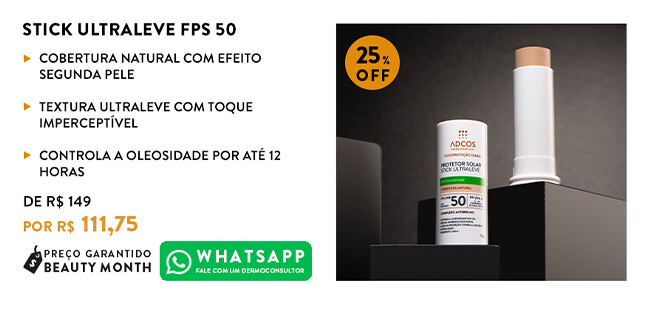 STICK ULTRALEVE FPS 50
COBERTURA NATURAL COM EFEITO
SEGUNDA PELE
TEXTURA ULTRALEVE COM TOQUE
IMPERCEPTÍVEL
CONTROLA A OLEOSIDADE POR ATÉ 12
HORAS
DE R$ 149
POR R$ 111,75
PREÇO GARANTIDO
BEAUTY MONTH
WHATSAPP
FALE COM UM DERMOCONSULTOR
25%
OFF
ADCOS
PROTETOR SOLAR
STICK ULTRALEVE
50